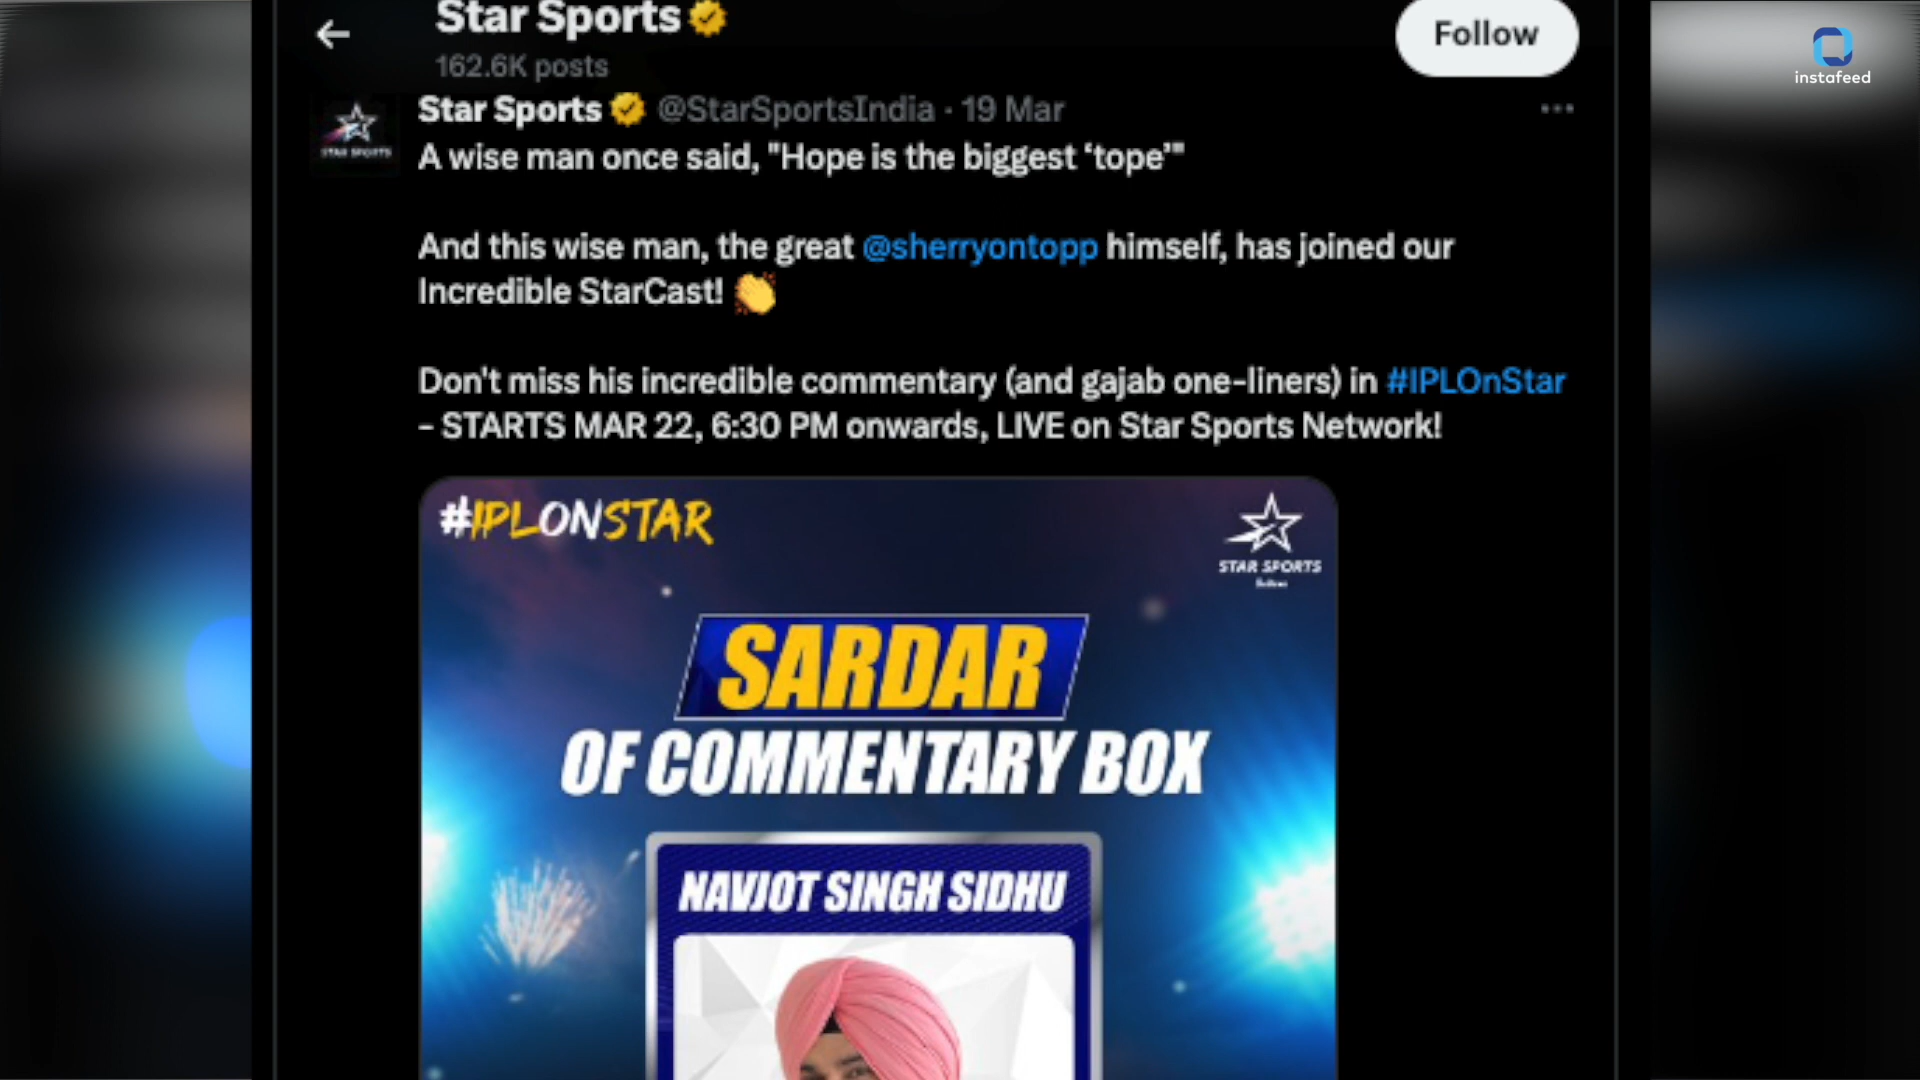 Star Sports
162.6K posts
Follow
instafeed
Star Sports @StarSportsIndia · 19 Mar
STAR SPORTS
A wise man once said, "Hope is the biggest ‘tope’"
And this wise man, the great @sherryontopp himself, has joined our
Incredible StarCast! 👏
Don't miss his incredible commentary (and gajab one-liners) in #IPLOnStar
– STARTS MAR 22, 6:30 PM onwards, LIVE on Star Sports Network!
#IPLONSTAR
STAR SPORTS
SARDAR
OF COMMENTARY BOX
NAVJOT SINGH SIDHU